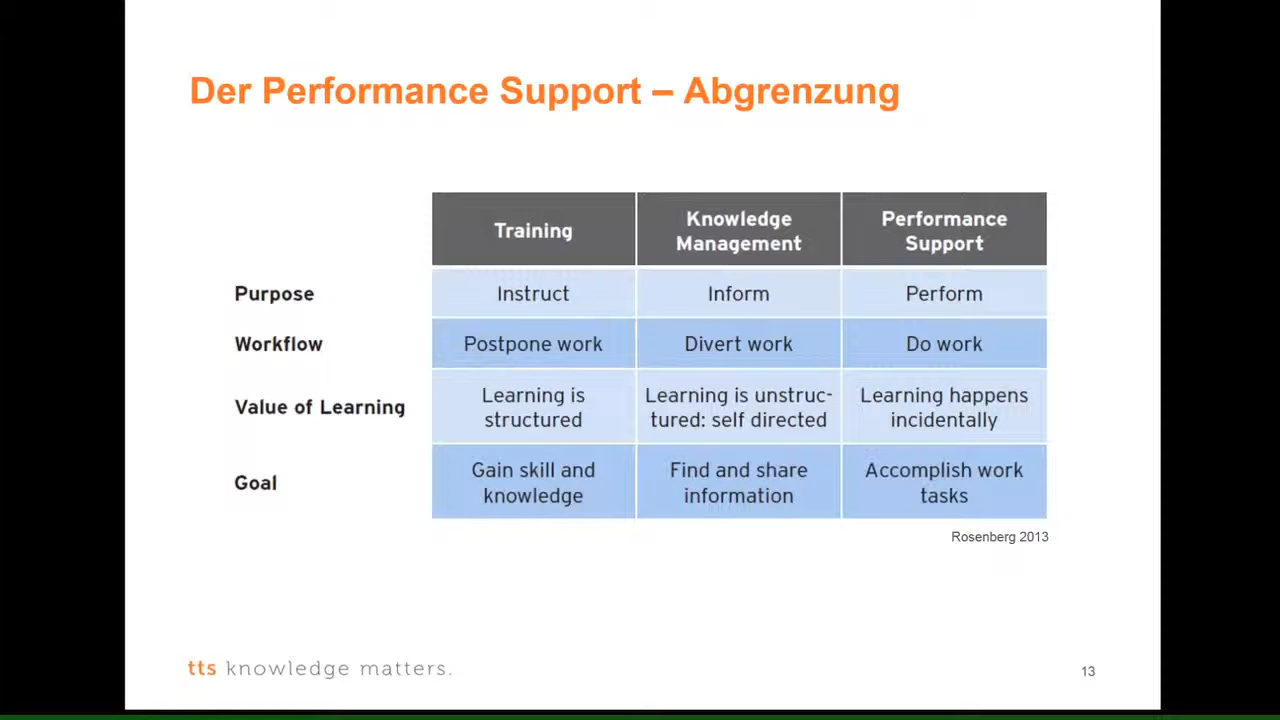 Der Performance Support – Abgrenzung
Training
Knowledge
Management
Performance
Support
Purpose
Instruct
Inform
Perform
Workflow
Postpone work
Divert work
Do work
Value of Learning
Learning is
structured
Learning is unstruc-
tured: self directed
Learning happens
incidentally
Goal
Gain skill and
knowledge
Find and share
information
Accomplish work
tasks
Rosenberg 2013
tts knowledge matters.
13